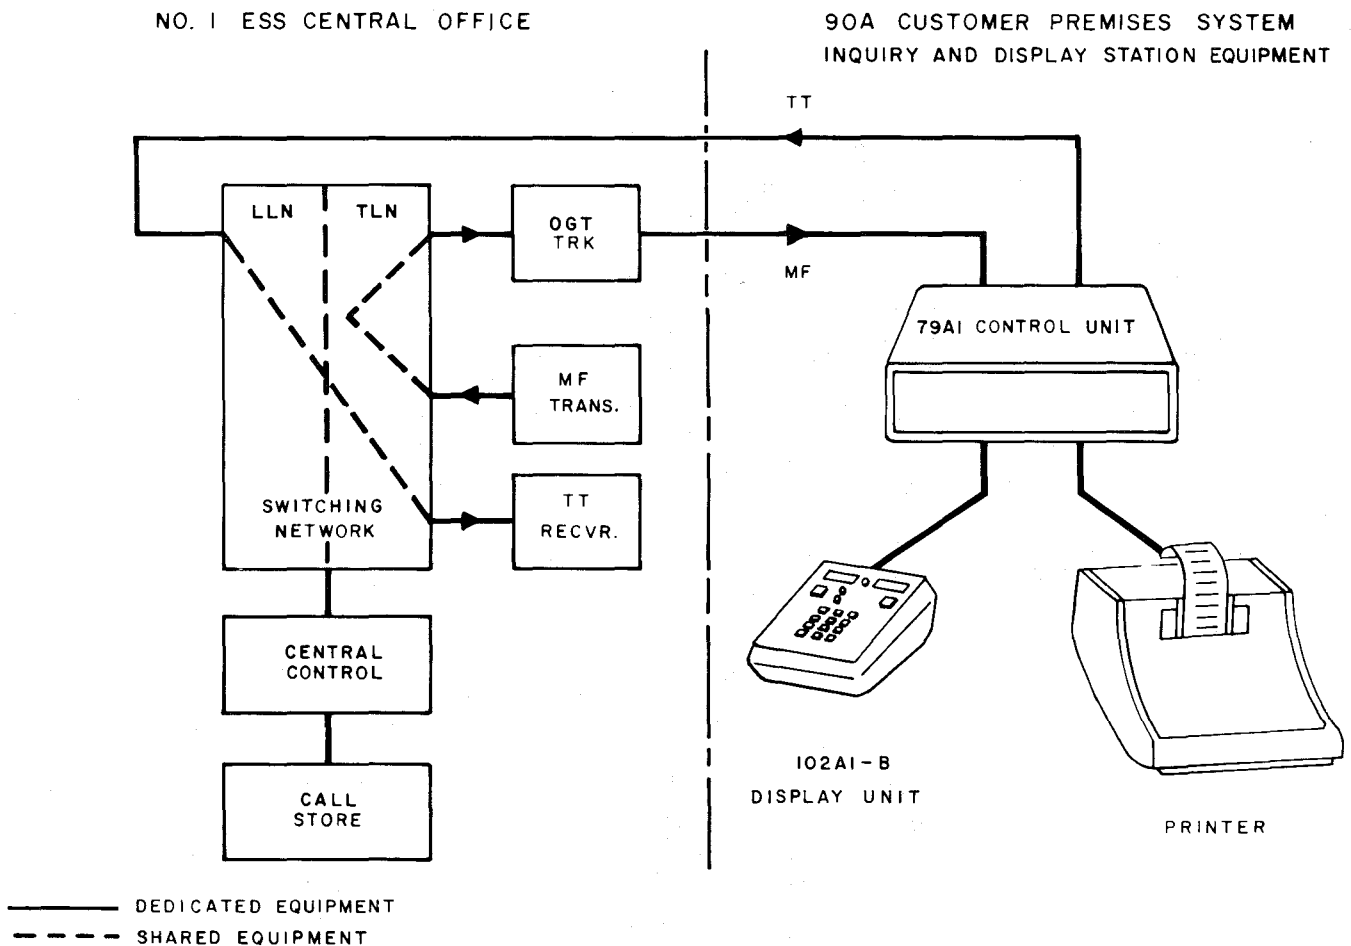 NO. 1 ESS CENTRAL OFFICE
90A CUSTOMER PREMISES SYSTEM
INQUIRY AND DISPLAY STATION EQUIPMENT
TT
LLN
TLN
OGT
TRK
MF
79A1 CONTROL UNIT
MF
TRANS.
TT
RECVR.
SWITCHING
NETWORK
CENTRAL
CONTROL
CALL
STORE
102A1-B
DISPLAY UNIT
PRINTER
DEDICATED EQUIPMENT
SHARED EQUIPMENT